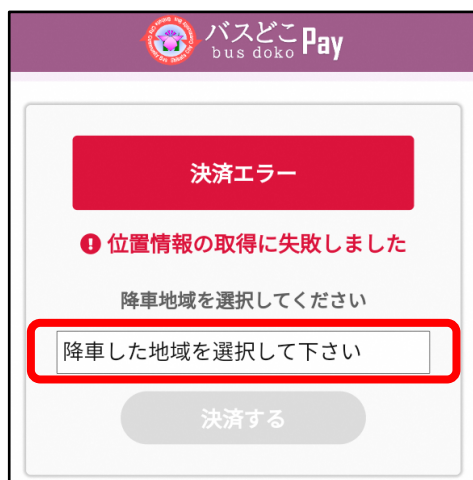 バスどこ Pay
bus doko
決済エラー
位置情報の取得に失敗しました
降車地域を選択してください
降車した地域を選択して下さい
決済する